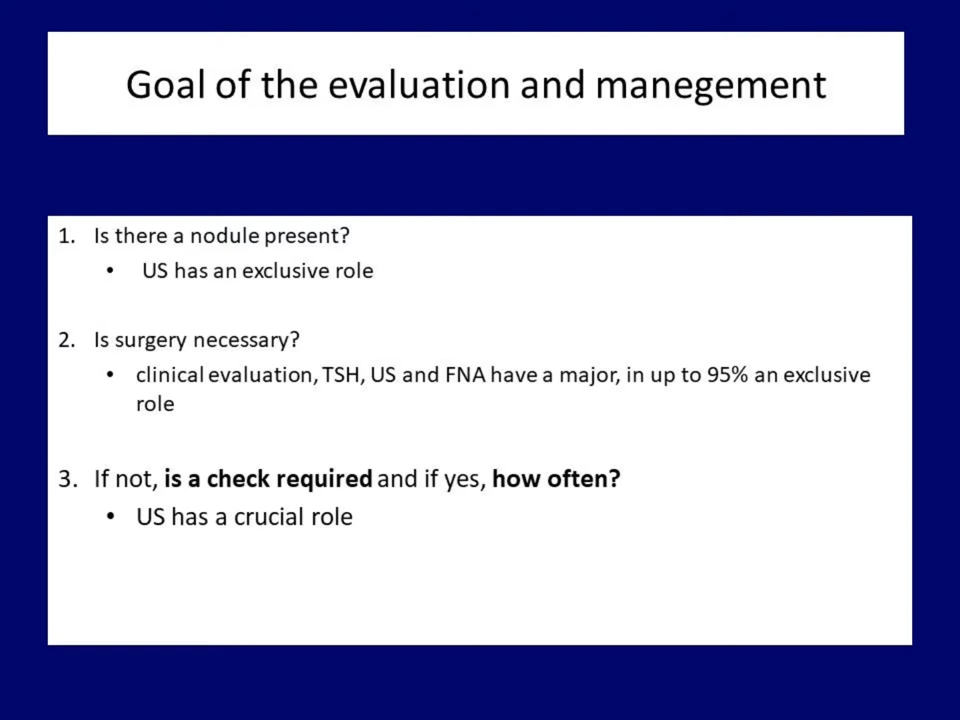 Goal of the evaluation and manegement
1. Is there a nodule present?
• US has an exclusive role
2. Is surgery necessary?
• clinical evaluation, TSH, US and FNA have a major, in up to 95% an exclusive
role
3. If not, is a check required and if yes, how often?
• US has a crucial role